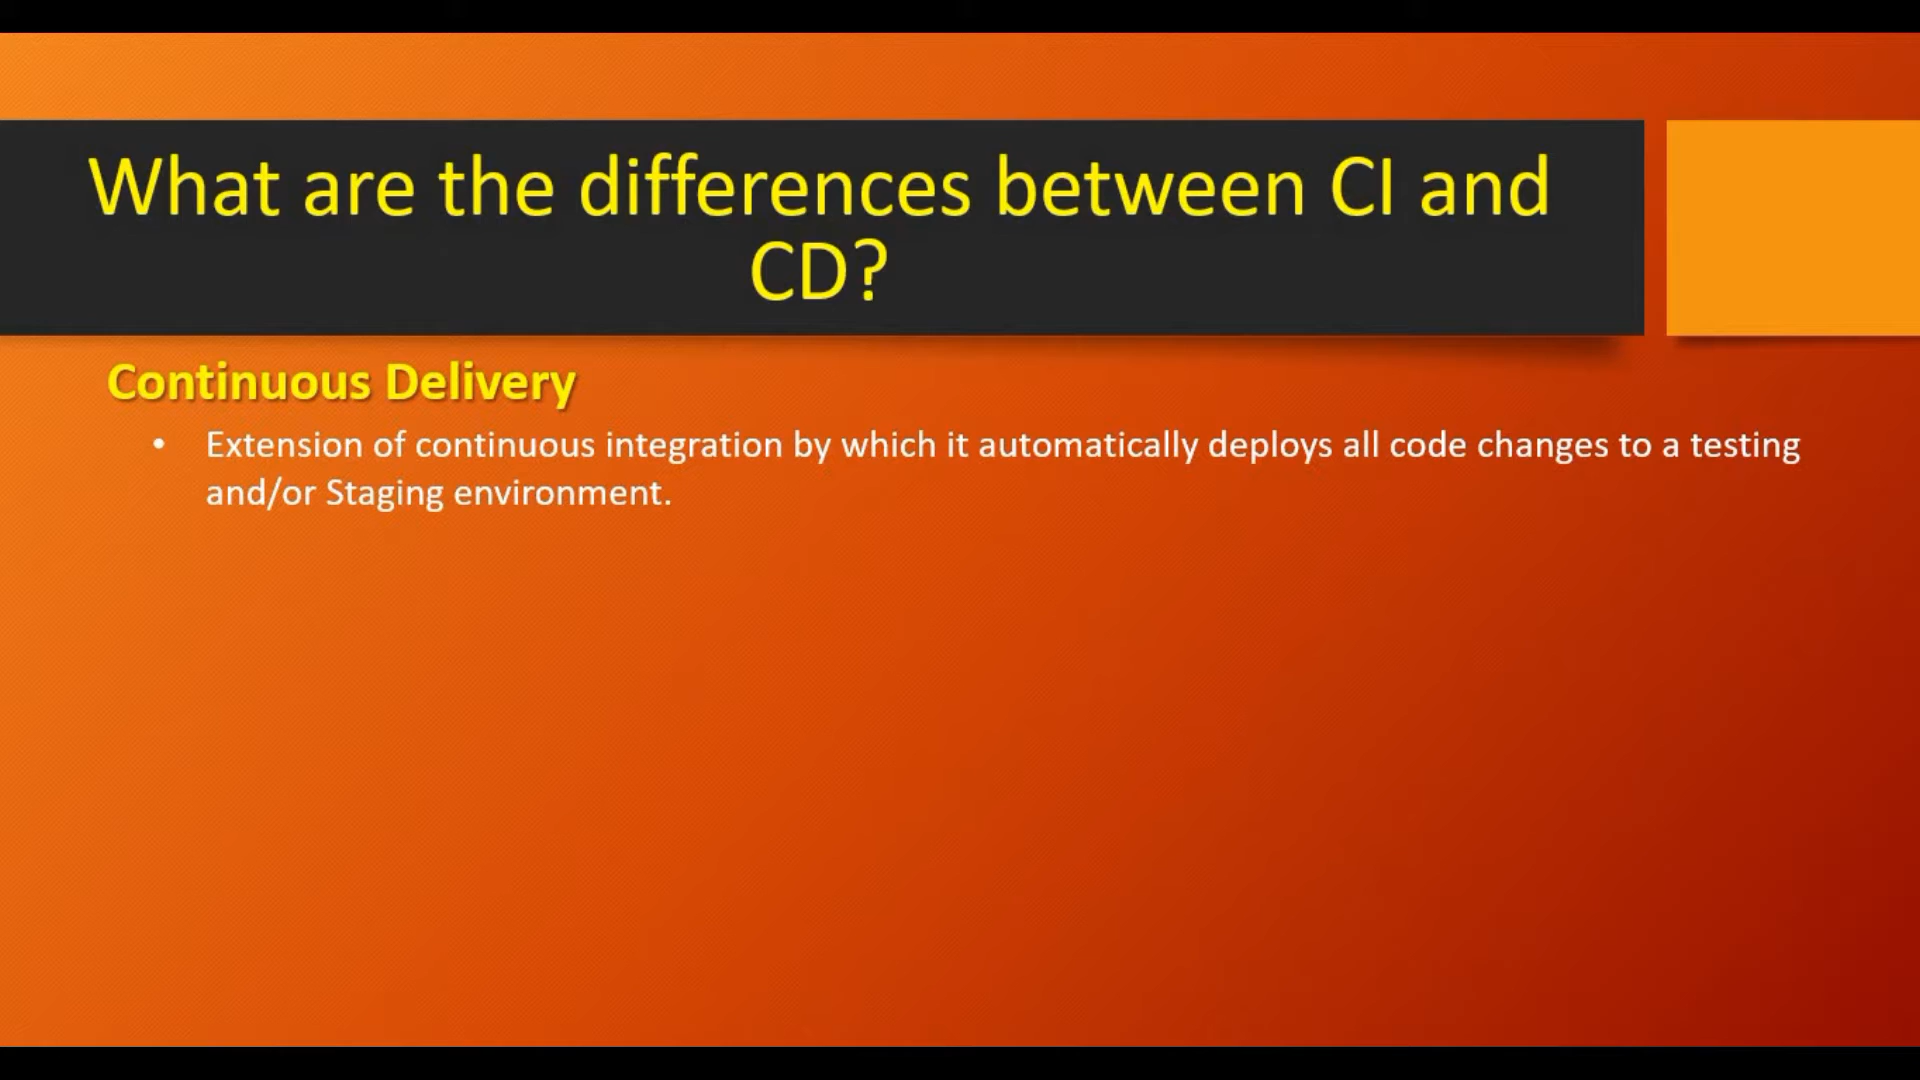 What are the differences between CI and
CD?
Continuous Delivery
• Extension of continuous integration by which it automatically deploys all code changes to a testing
and/or Staging environment.